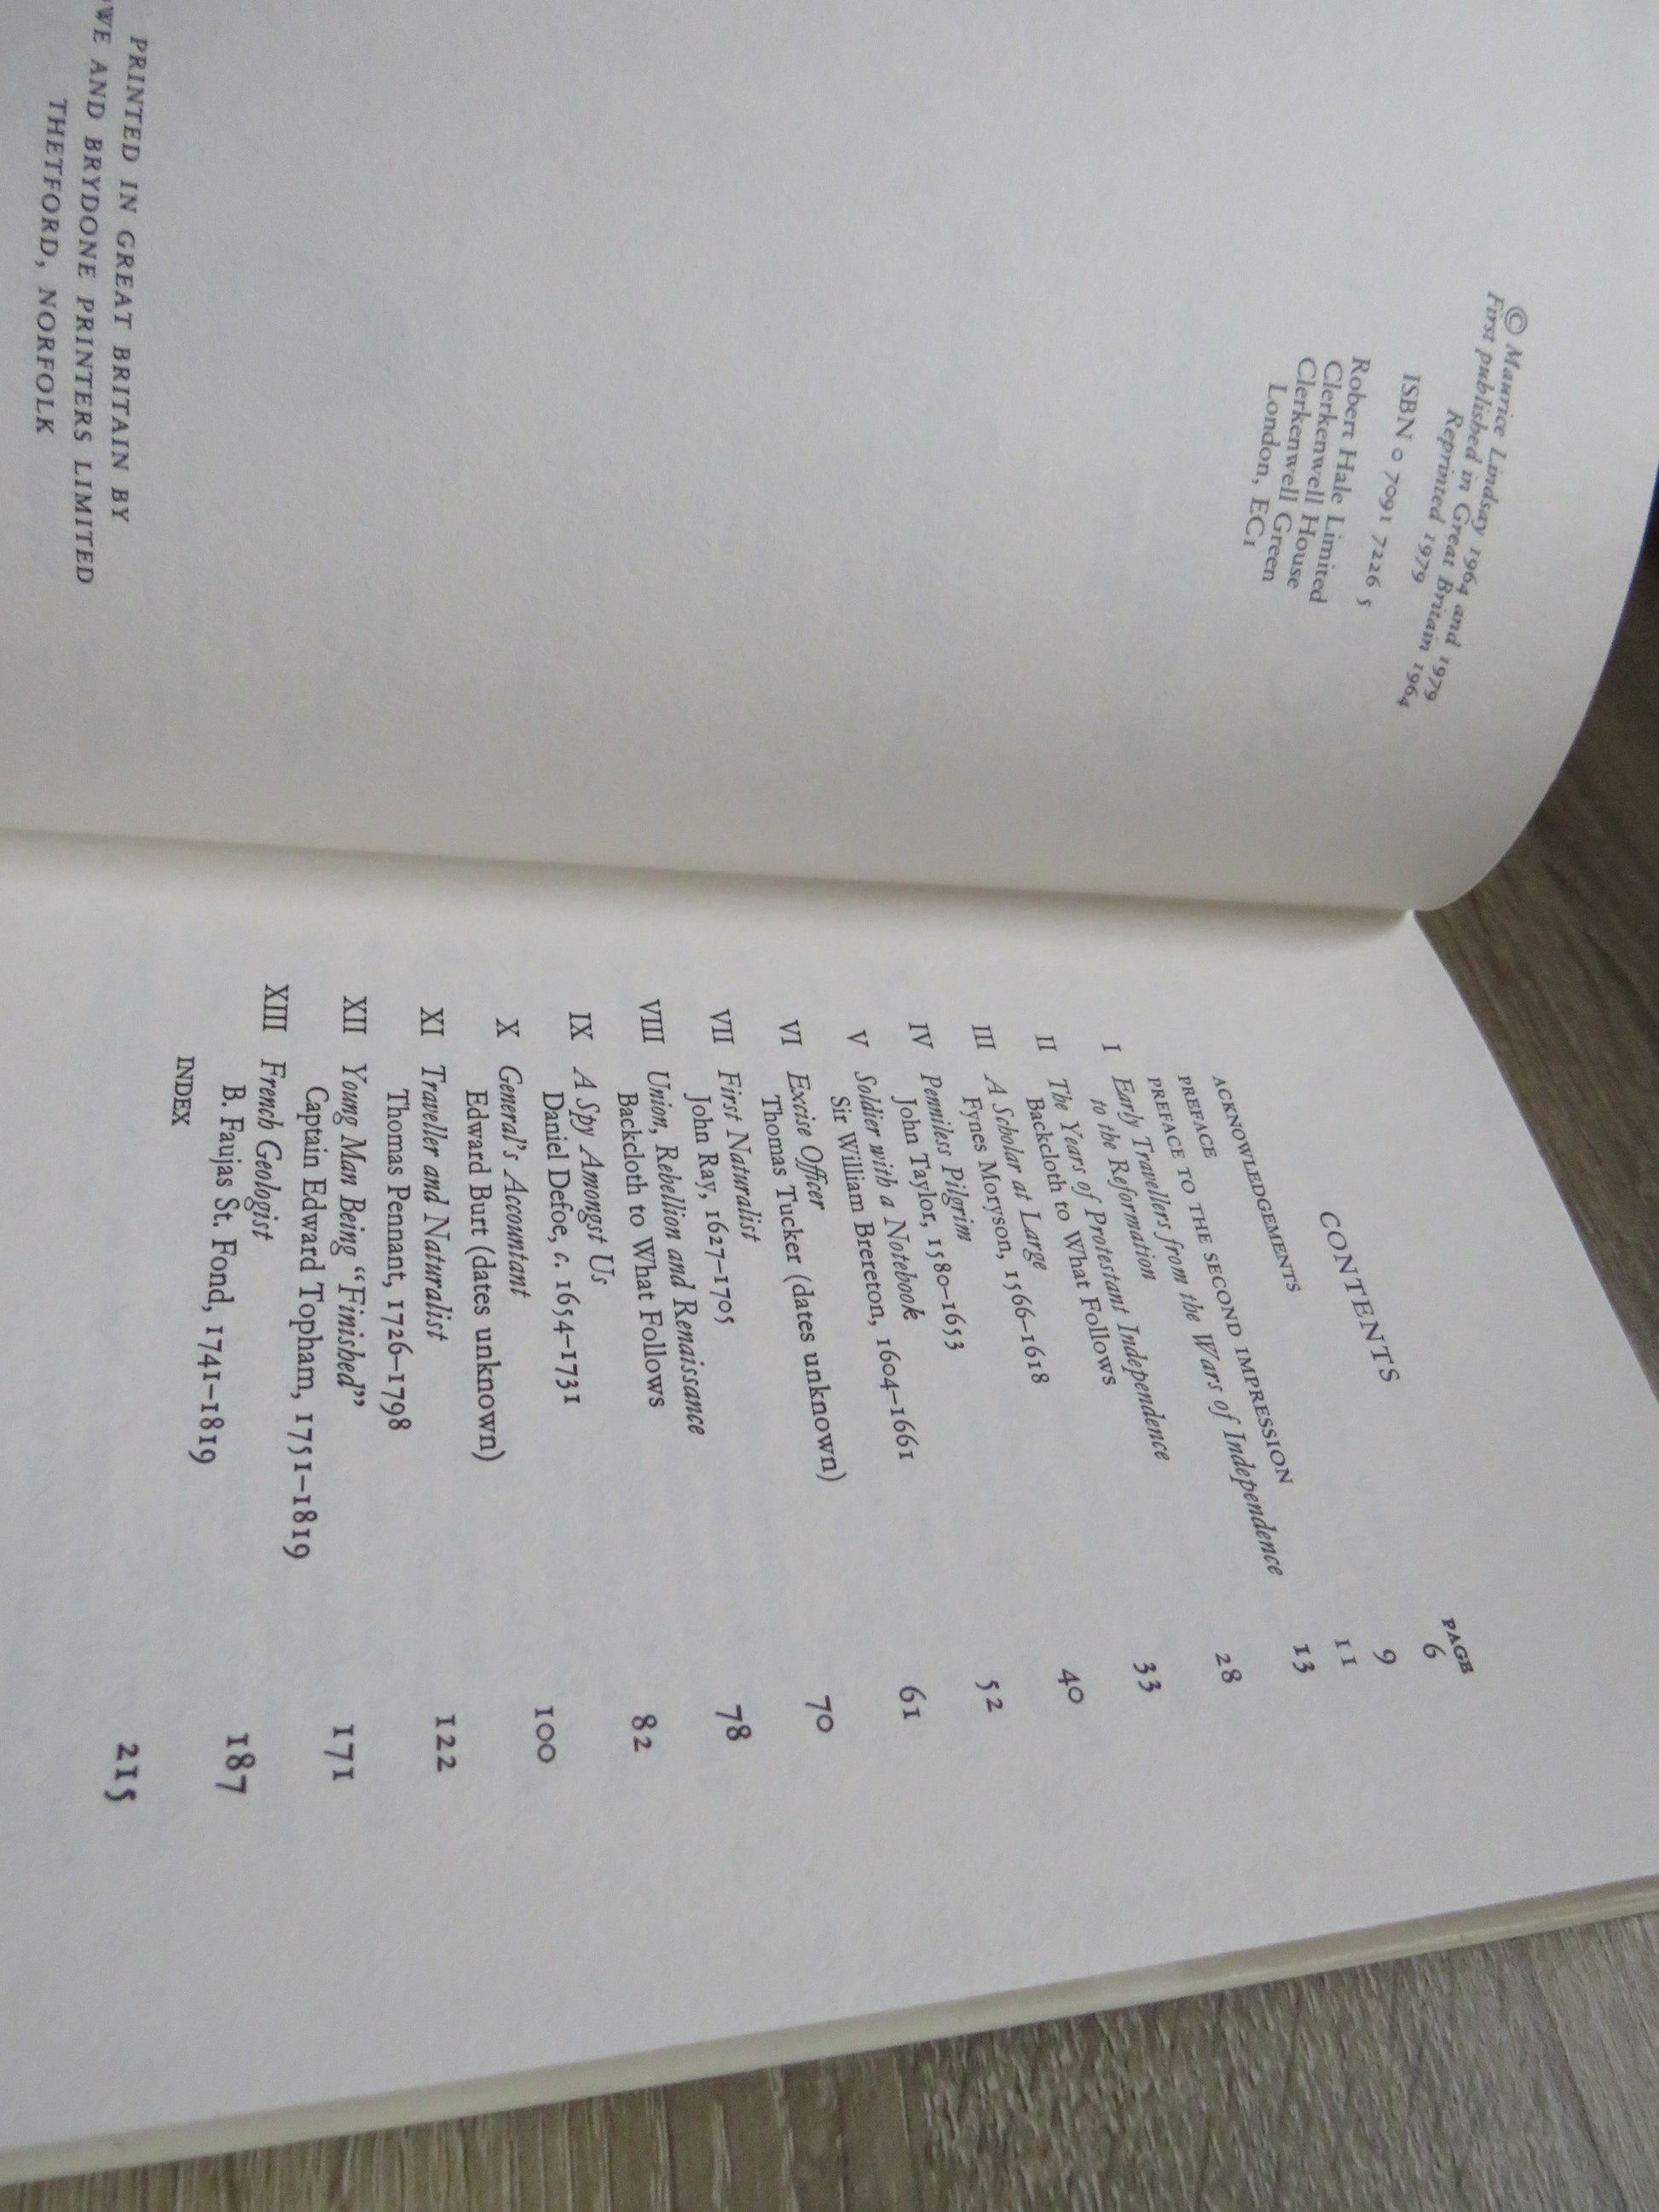 © Maurice Lindsay 1964 and 1979
First published in Great Britain 1964
Reprinted 1979
ISBN 0 7091 7226 5
Robert Hale Limited
Clerkenwell House
Clerkenwell Green
London, EC1
PRINTED IN GREAT BRITAIN BY
WE AND BRYDONE PRINTERS LIMITED
THETFORD, NORFOLK
CONTENTS
PAGE
ACKNOWLEDGEMENTS 6
PREFACE 9
PREFACE TO THE SECOND IMPRESSION 11
I Early Travellers from the Wars of Independence
to the Reformation 13
II The Years of Protestant Independence
Backcloth to What Follows 28
III A Scholar at Large
Fynes Moryson, 1566–1618 33
IV Penniless Pilgrim
John Taylor, 1580–1653 40
V Soldier with a Notebook
Sir William Brereton, 1604–1661 52
VI Excise Officer
Thomas Tucker (dates unknown) 61
VII First Naturalist
John Ray, 1627–1705 70
VIII Union, Rebellion and Renaissance
Backcloth to What Follows 78
IX A Spy Amongst Us
Daniel Defoe, c. 1654–1731 82
X General's Accountant
Edward Burt (dates unknown) 100
XI Traveller and Naturalist
Thomas Pennant, 1726–1798 122
XII Young Man Being “Finished”
Captain Edward Topham, 1751–1819 171
XIII French Geologist
B. Faujas St. Fond, 1741–1819 187
INDEX 215